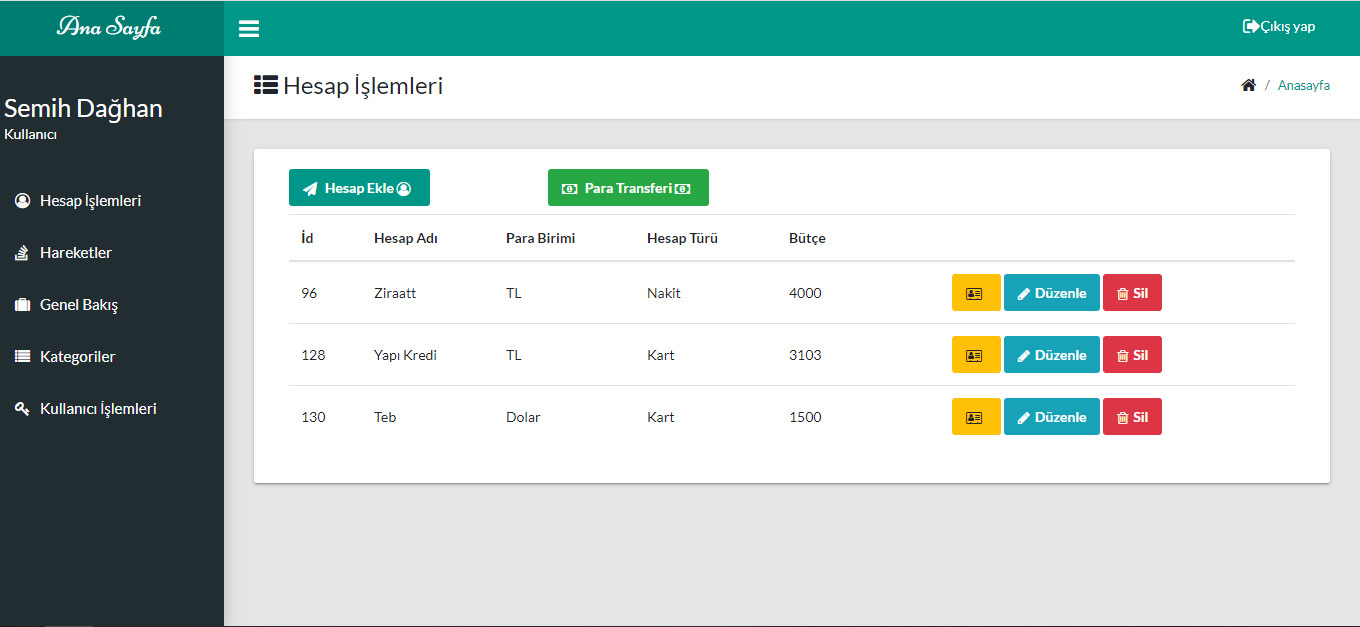 Ana Sayfa
Çıkış yap
Semih Dağhan
Kullanıcı
Hesap İşlemleri
Hareketler
Genel Bakış
Kategoriler
Kullanıcı İşlemleri
Hesap İşlemleri
/ Anasayfa
Hesap Ekle Para Transferi
İd Hesap Adı Para Birimi Hesap Türü Bütçe
96 Ziraatt TL Nakit 4000 Düzenle Sil
128 Yapı Kredi TL Kart 3103 Düzenle Sil
130 Teb Dolar Kart 1500 Düzenle Sil